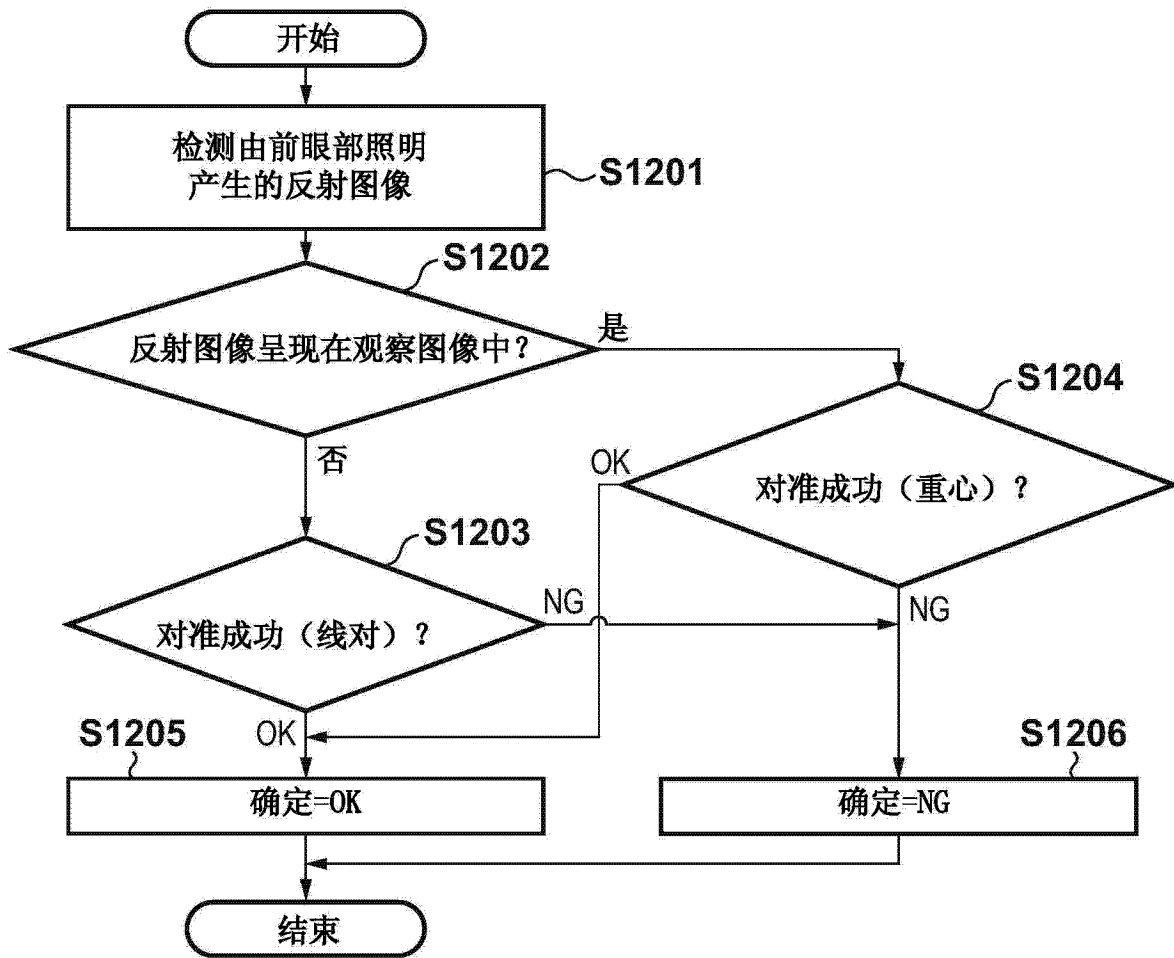 开始
检测由前眼部照明
产生的反射图像
S1201
S1202
反射图像呈现在观察图像中？
是
否
S1204
对准成功（重心）？
OK
NG
S1203
对准成功（线对）？
NG
OK
S1205
确定=OK
S1206
确定=NG
结束